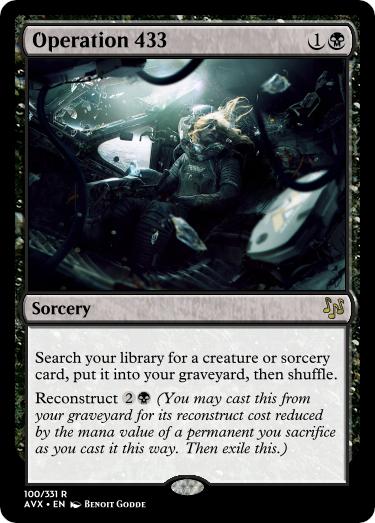 Operation 433 1
Sorcery
Search your library for a creature or sorcery
card, put it into your graveyard, then shuffle.
Reconstruct 2 (You may cast this from
your graveyard for its reconstruct cost reduced
by the mana value of a permanent you sacrifice
as you cast it this way. Then exile this.)
100/331 R
AVX • EN Benoit Godde